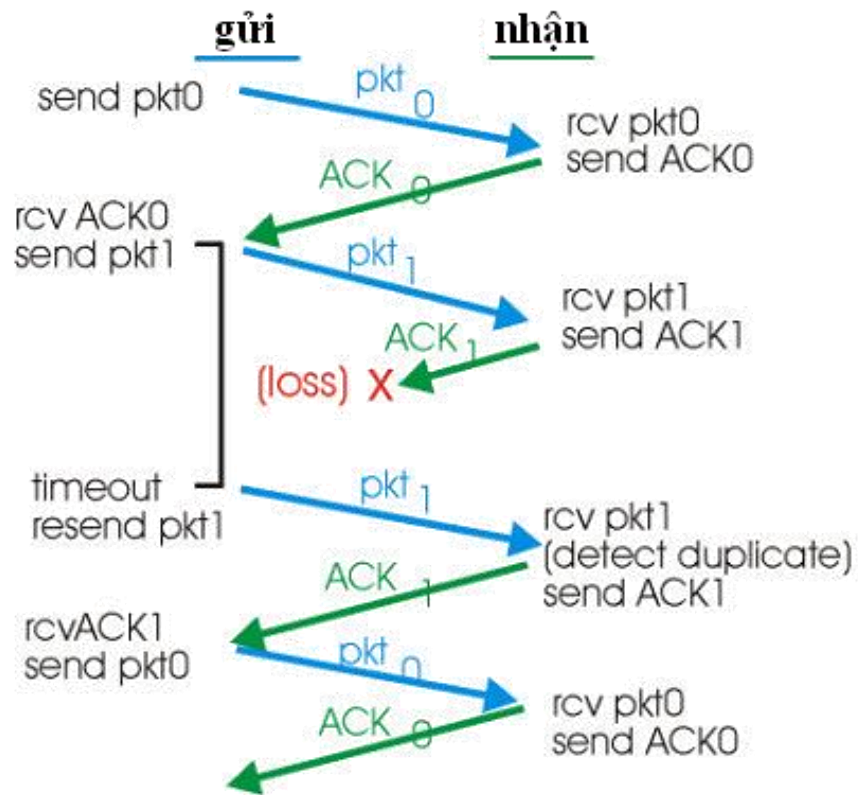 gửi
nhận
send pkt0
pkt 0
rcv pkt0
send ACK0
ACK 0
rcv ACK0
send pkt1
pkt 1
rcv pkt1
send ACK1
ACK 1
(loss) X
timeout
resend pkt1
pkt 1
rcv pkt1
(detect duplicate)
send ACK1
ACK 1
rcvACK1
send pkt0
pkt 0
rcv pkt0
send ACK0
ACK 0